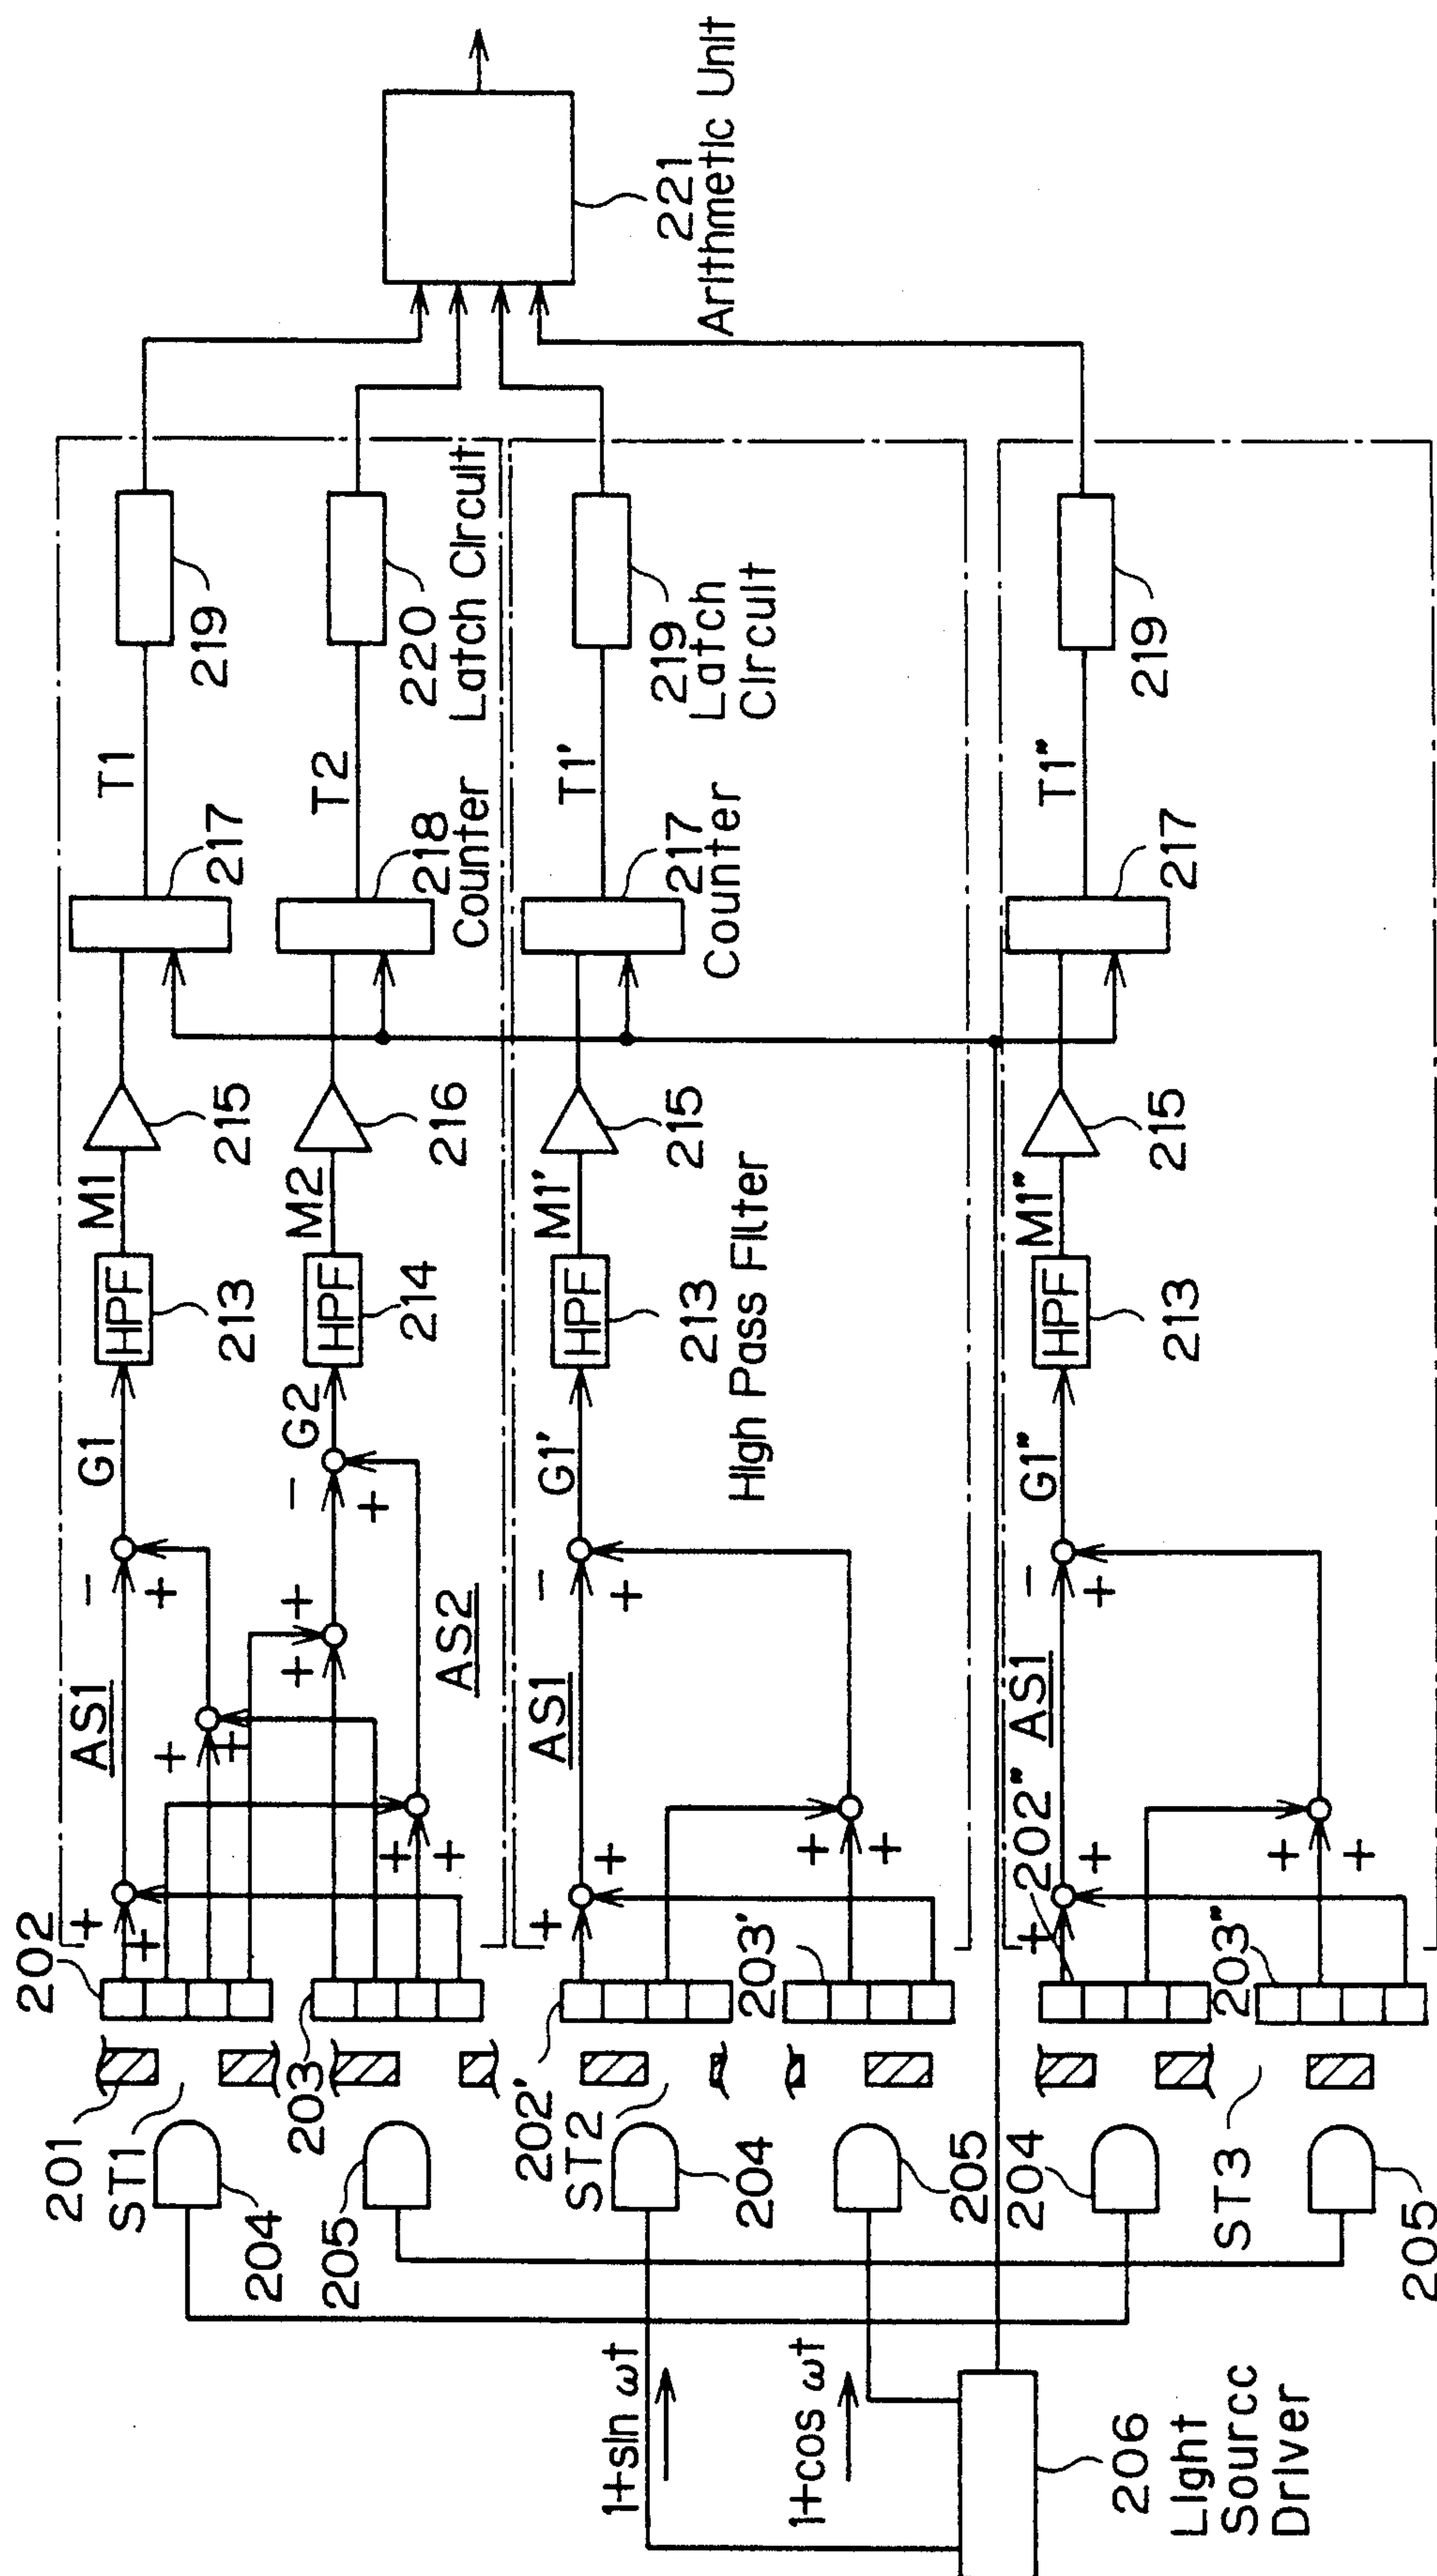 202
AS1
G1
HPF
213
M1
215
217
T1
219
203
AS2
G2
HPF
214
M2
216
218
Counter
T2
220
Latch Circuit
201
ST1
204
205
202'
AS1
G1'
HPF
213
High Pass Filter
M1'
215
217
Counter
T1'
219
Latch
Circuit
203'
ST2
204
205
202"
AS1
G1"
HPF
213
M1"
215
217
T1"
219
203"
204
ST3
205
1+sin ωt
1+cos ωt
206
Light
Sourcc
Driver
221
Arithmetic Unit
+
+
-
+
+
+
+
+
+
+
-
+
+
+
-
+
+
+
+
+
-
+
+
+